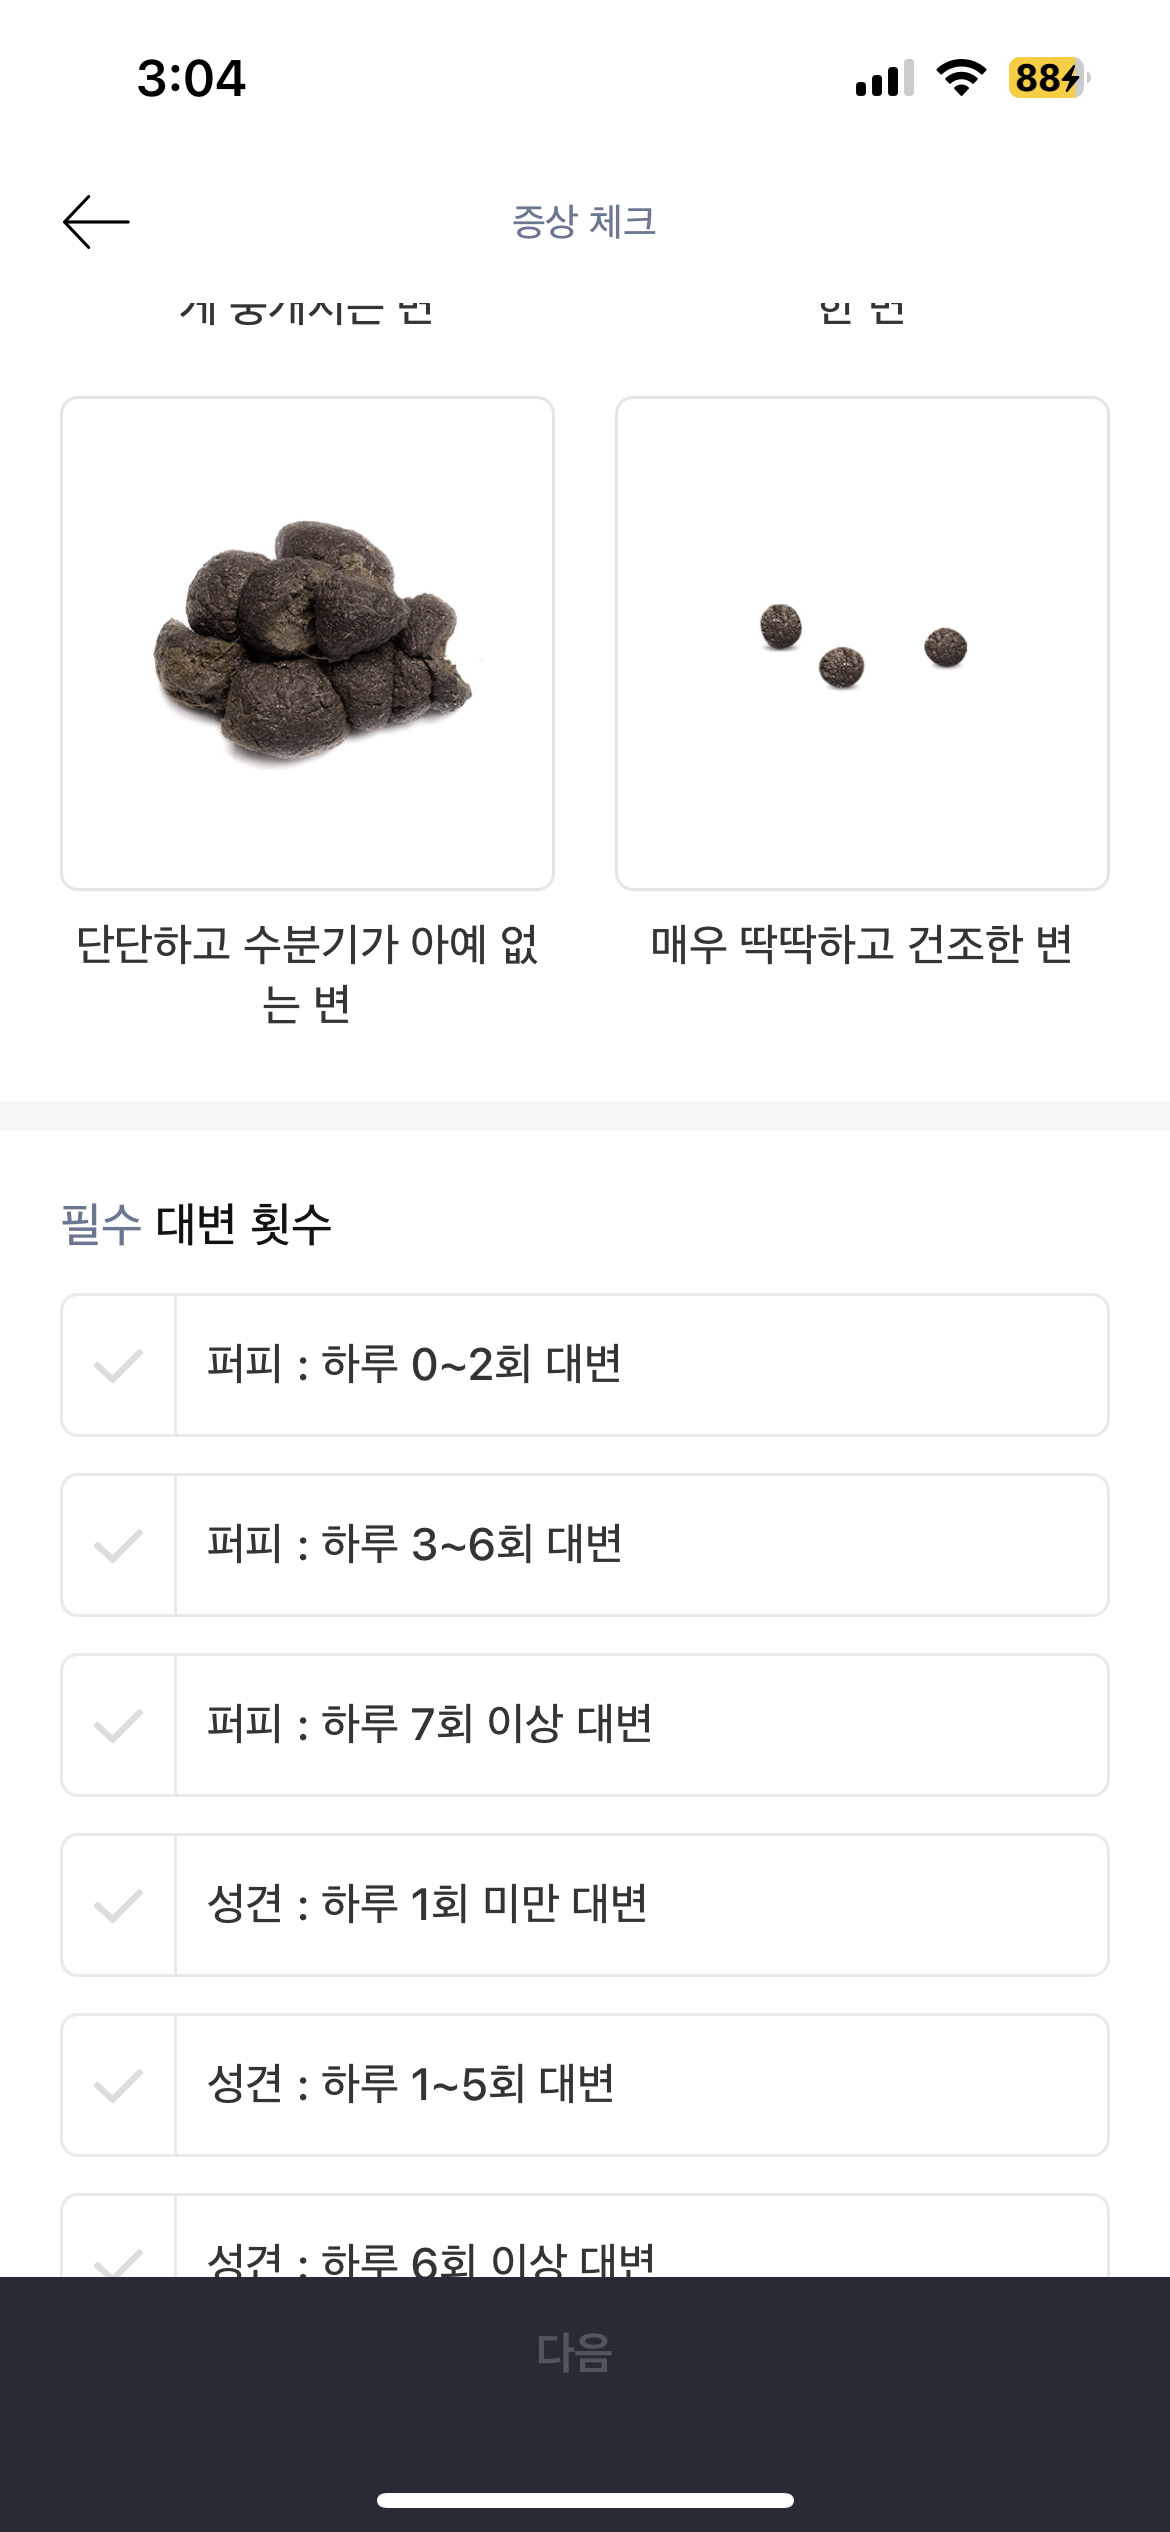 3:04
88
증상 체크
단단하고 수분기가 아예 없
는 변
매우 딱딱하고 건조한 변
필수 대변 횟수
퍼피 : 하루 0~2회 대변
퍼피 : 하루 3~6회 대변
퍼피 : 하루 7회 이상 대변
성견 : 하루 1회 미만 대변
성견 : 하루 1~5회 대변
성견 : 하루 6회 이상 대변
다음